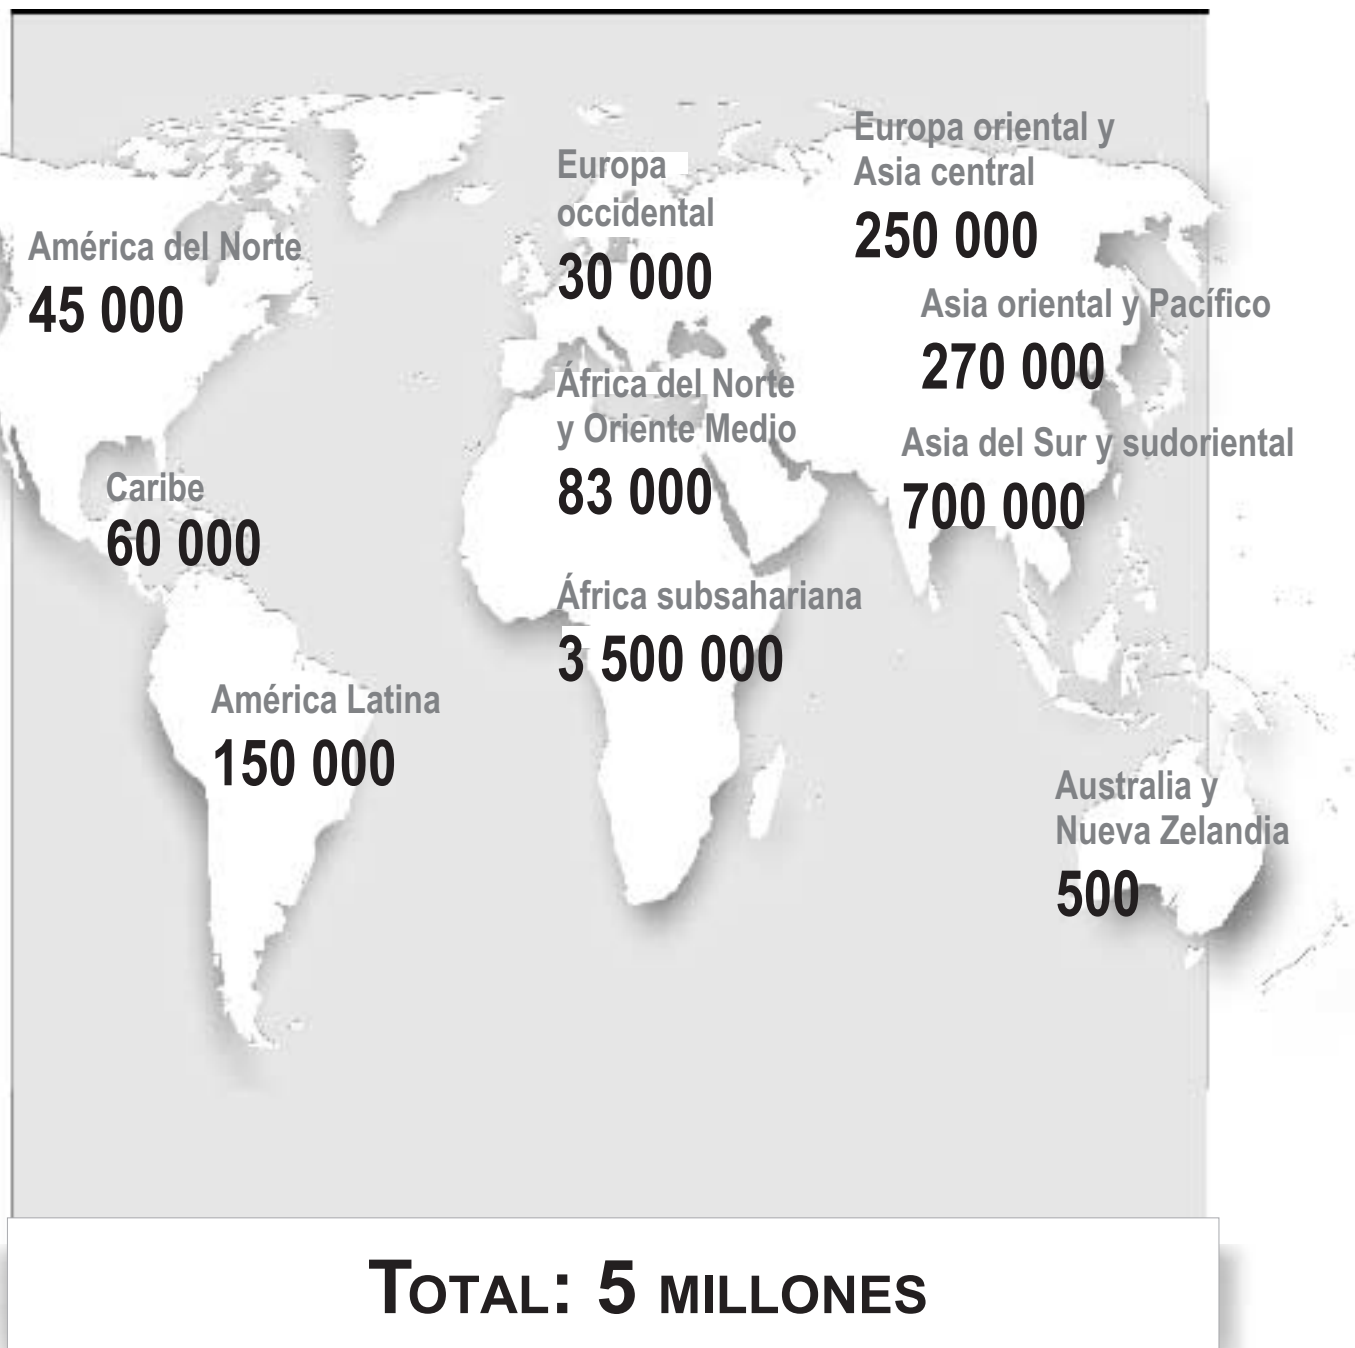 Europa oriental y
Asia central
250 000
Europa
occidental
30 000
América del Norte
45 000
Asia oriental y Pacífico
270 000
África del Norte
y Oriente Medio
83 000
Asia del Sur y sudoriental
700 000
Caribe
60 000
África subsahariana
3 500 000
América Latina
150 000
Australia y
Nueva Zelandia
500
TOTAL: 5 MILLONES